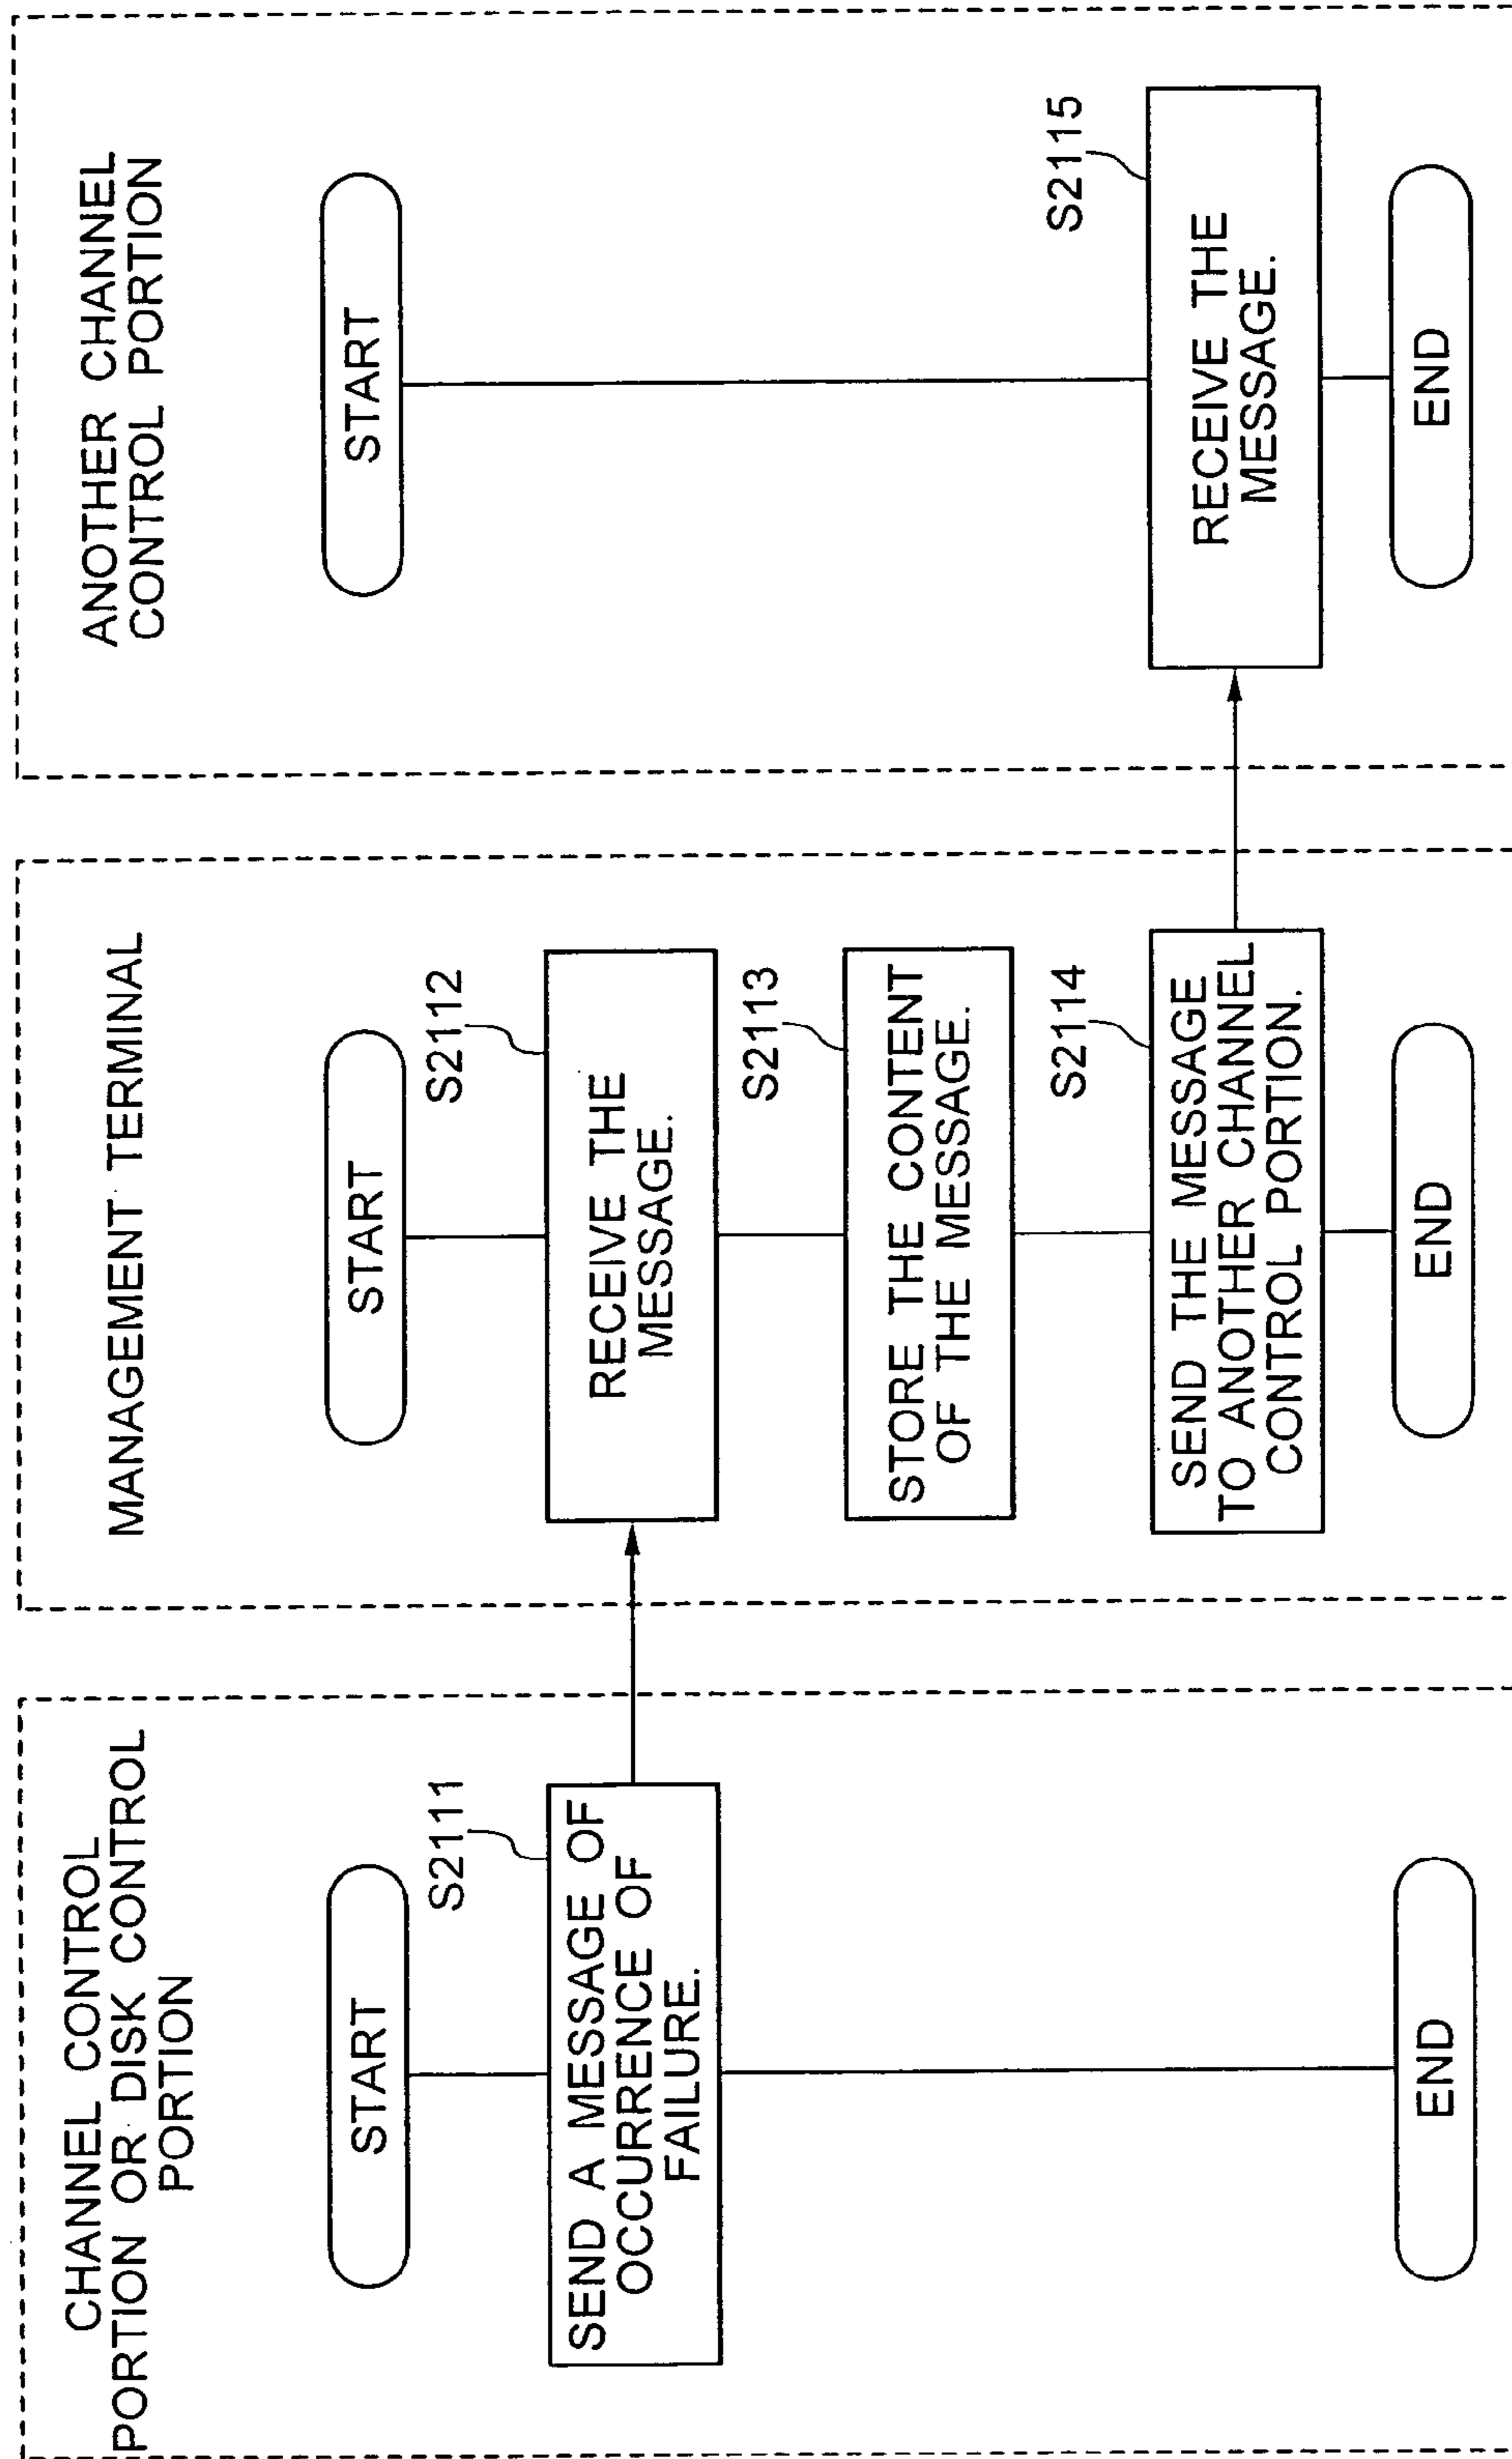 CHANNEL CONTROL
PORTION OR DISK CONTROL
PORTION
START
S2111
SEND A MESSAGE OF
OCCURRENCE OF
FAILURE.
END
MANAGEMENT TERMINAL
START
S2112
RECEIVE THE
MESSAGE.
S2113
STORE THE CONTENT
OF THE MESSAGE.
S2114
SEND THE MESSAGE
TO ANOTHER CHANNEL
CONTROL PORTION.
END
ANOTHER CHANNEL
CONTROL PORTION
START
S2115
RECEIVE THE
MESSAGE.
END